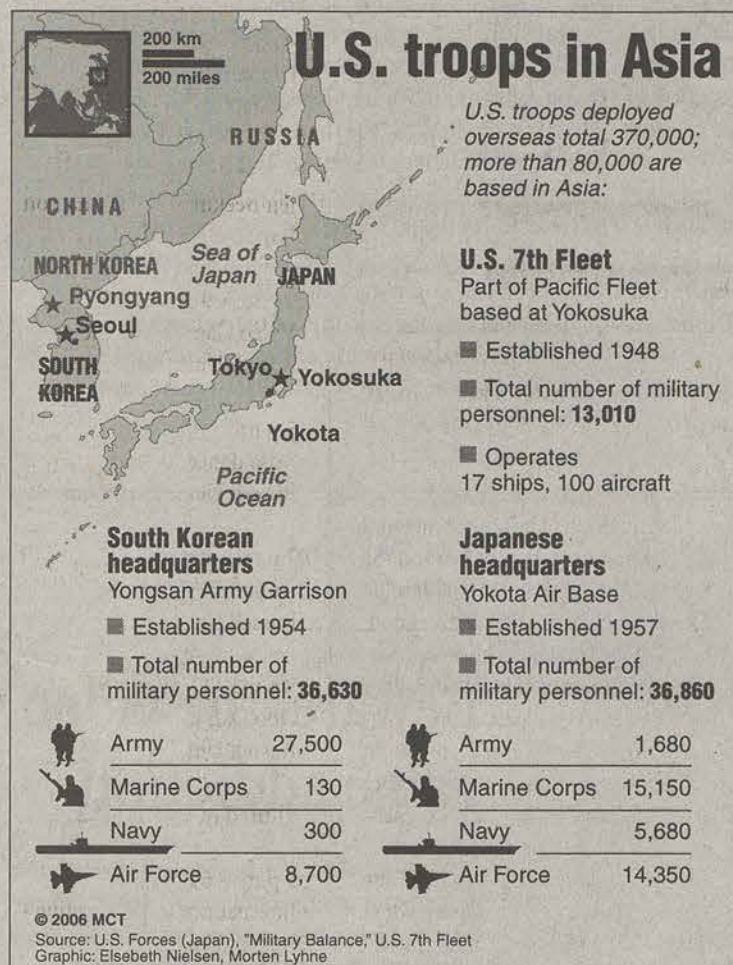 U.S. troops in Asia
200 km
200 miles
U.S. troops deployed
overseas total 370,000;
more than 80,000 are
based in Asia:
RUSSIA
CHINA
NORTH KOREA
Sea of
Japan
JAPAN
Pyongyang
Seoul
SOUTH
KOREA
Tokyo
Yokosuka
Yokota
Pacific
Ocean
U.S. 7th Fleet
Part of Pacific Fleet
based at Yokosuka
Established 1948
Total number of military
personnel: 13,010
Operates
17 ships, 100 aircraft
South Korean
headquarters
Yongsan Army Garrison
Established 1954
Total number of
military personnel: 36,630
Army 27,500
Marine Corps 130
Navy 300
Air Force 8,700
Japanese
headquarters
Yokota Air Base
Established 1957
Total number of
military personnel: 36,860
Army 1,680
Marine Corps 15,150
Navy 5,680
Air Force 14,350
© 2006 MCT
Source: U.S. Forces (Japan), "Military Balance," U.S. 7th Fleet
Graphic: Elsebeth Nielsen, Morten Lyhne